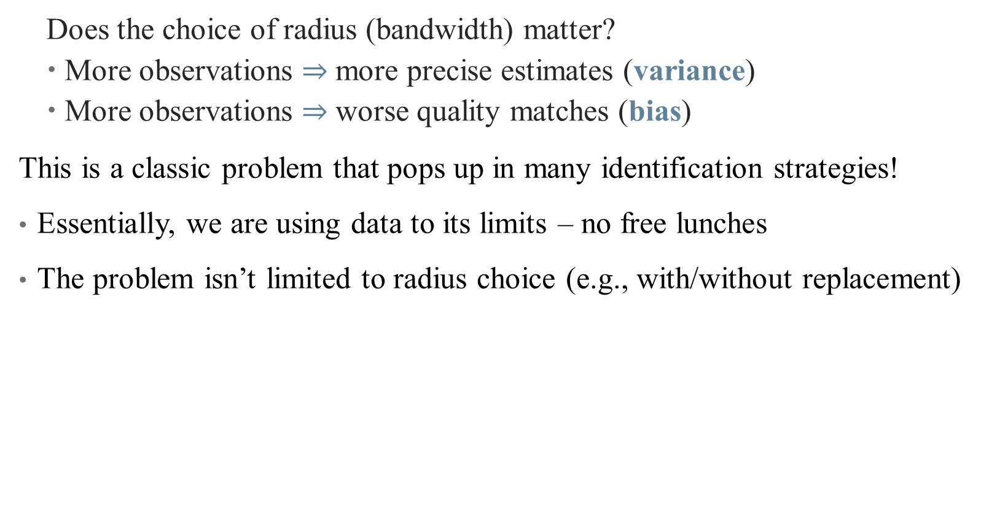 Does the choice of radius (bandwidth) matter?
• More observations ⇒ more precise estimates (variance)
• More observations ⇒ worse quality matches (bias)
This is a classic problem that pops up in many identification strategies!
• Essentially, we are using data to its limits – no free lunches
• The problem isn’t limited to radius choice (e.g., with/without replacement)